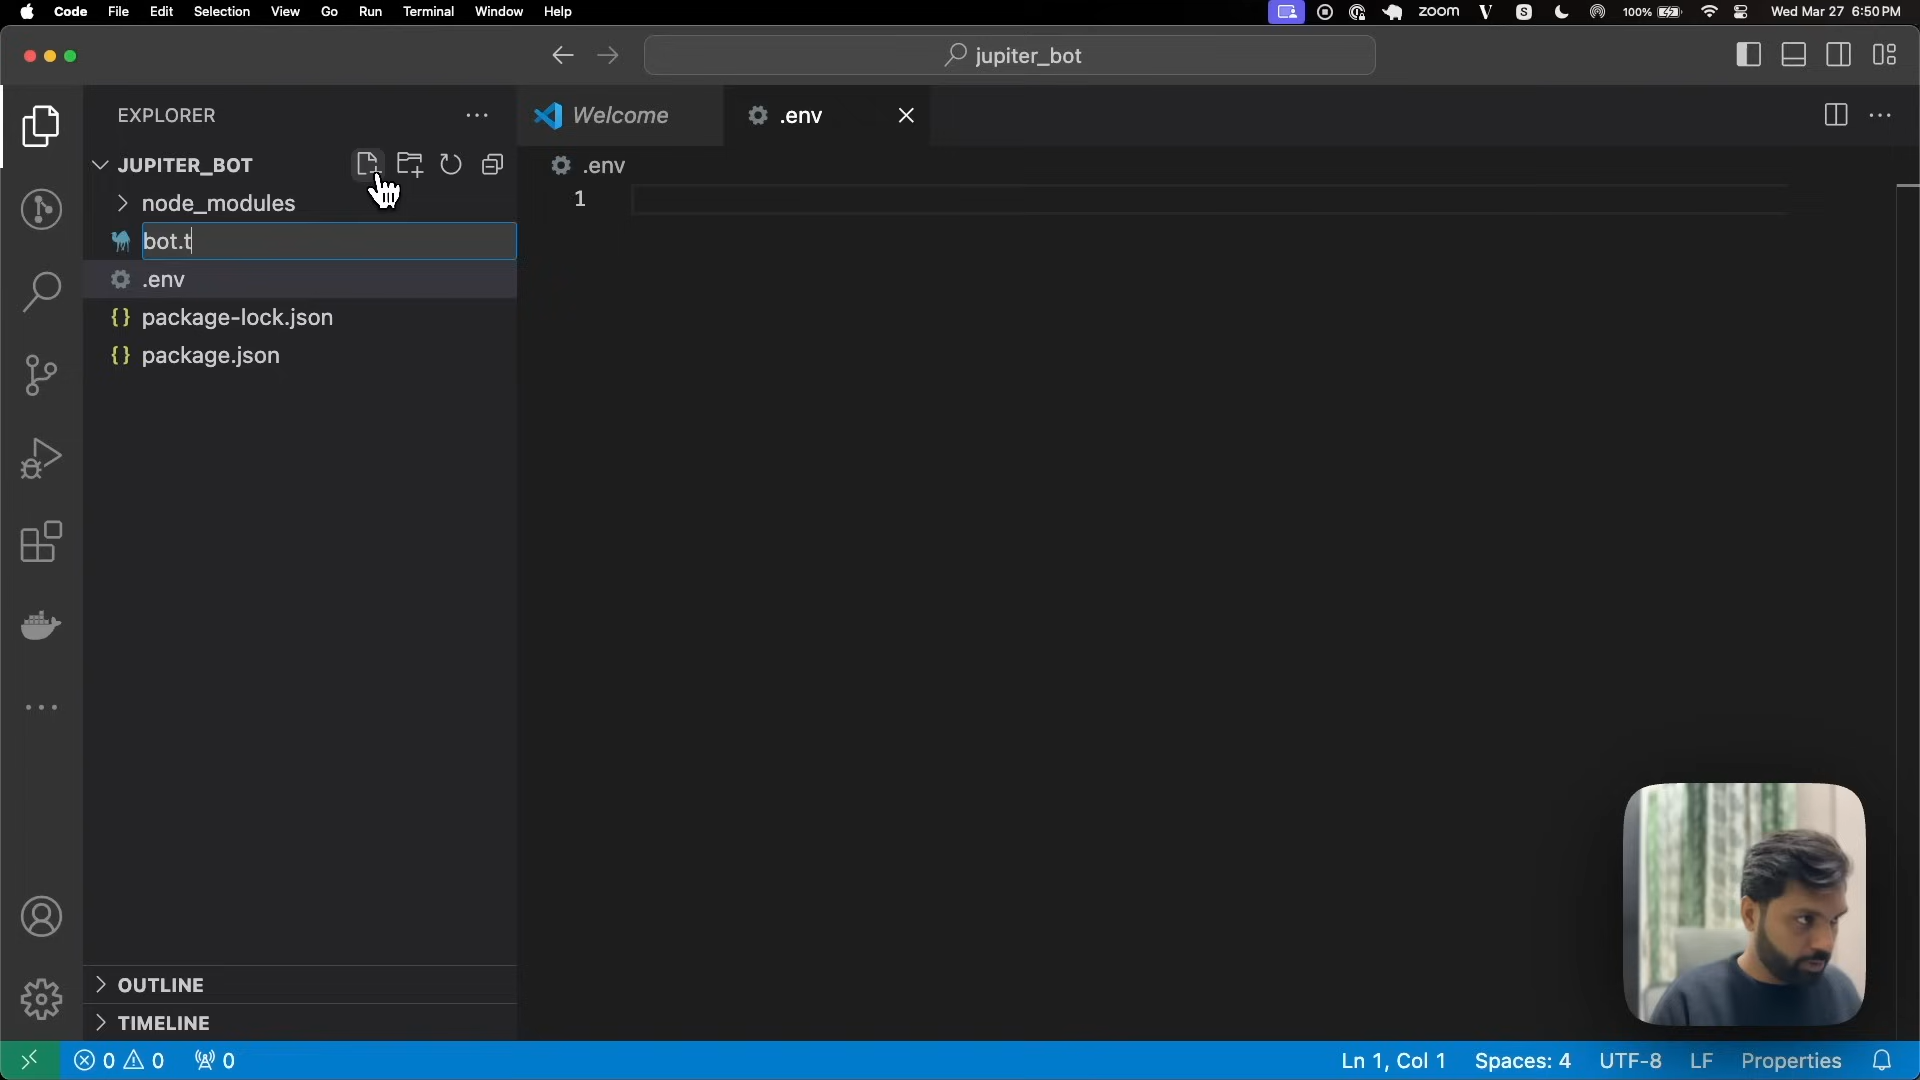 Code File Edit Selection View Go Run Terminal Window Help zoom V S 100% Wed Mar 27 6:50 PM
jupiter_bot
EXPLORER
Welcome
.env
JUPITER_BOT
.env
node_modules
1
bot.t
.env
{} package-lock.json
{} package.json
OUTLINE
TIMELINE
0 0 0 Ln 1, Col 1 Spaces: 4 UTF-8 LF Properties